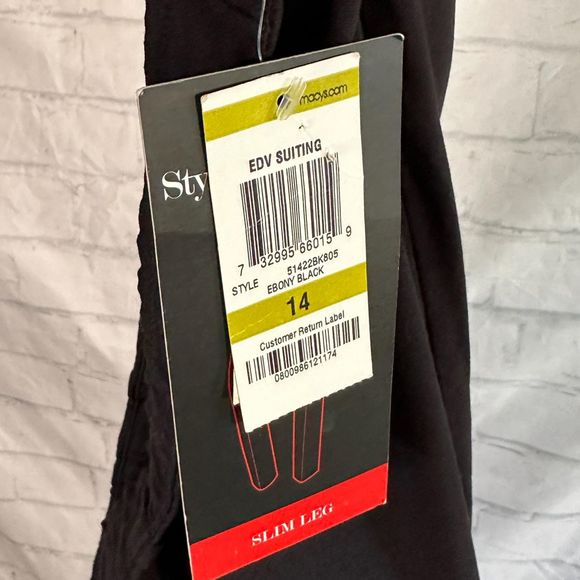 macys.com
EDV SUITING
Sty
7 32995 66015 9
STYLE 51422BK805
EBONY BLACK
14
Customer Return Label
0800986121174
SLIM LEG